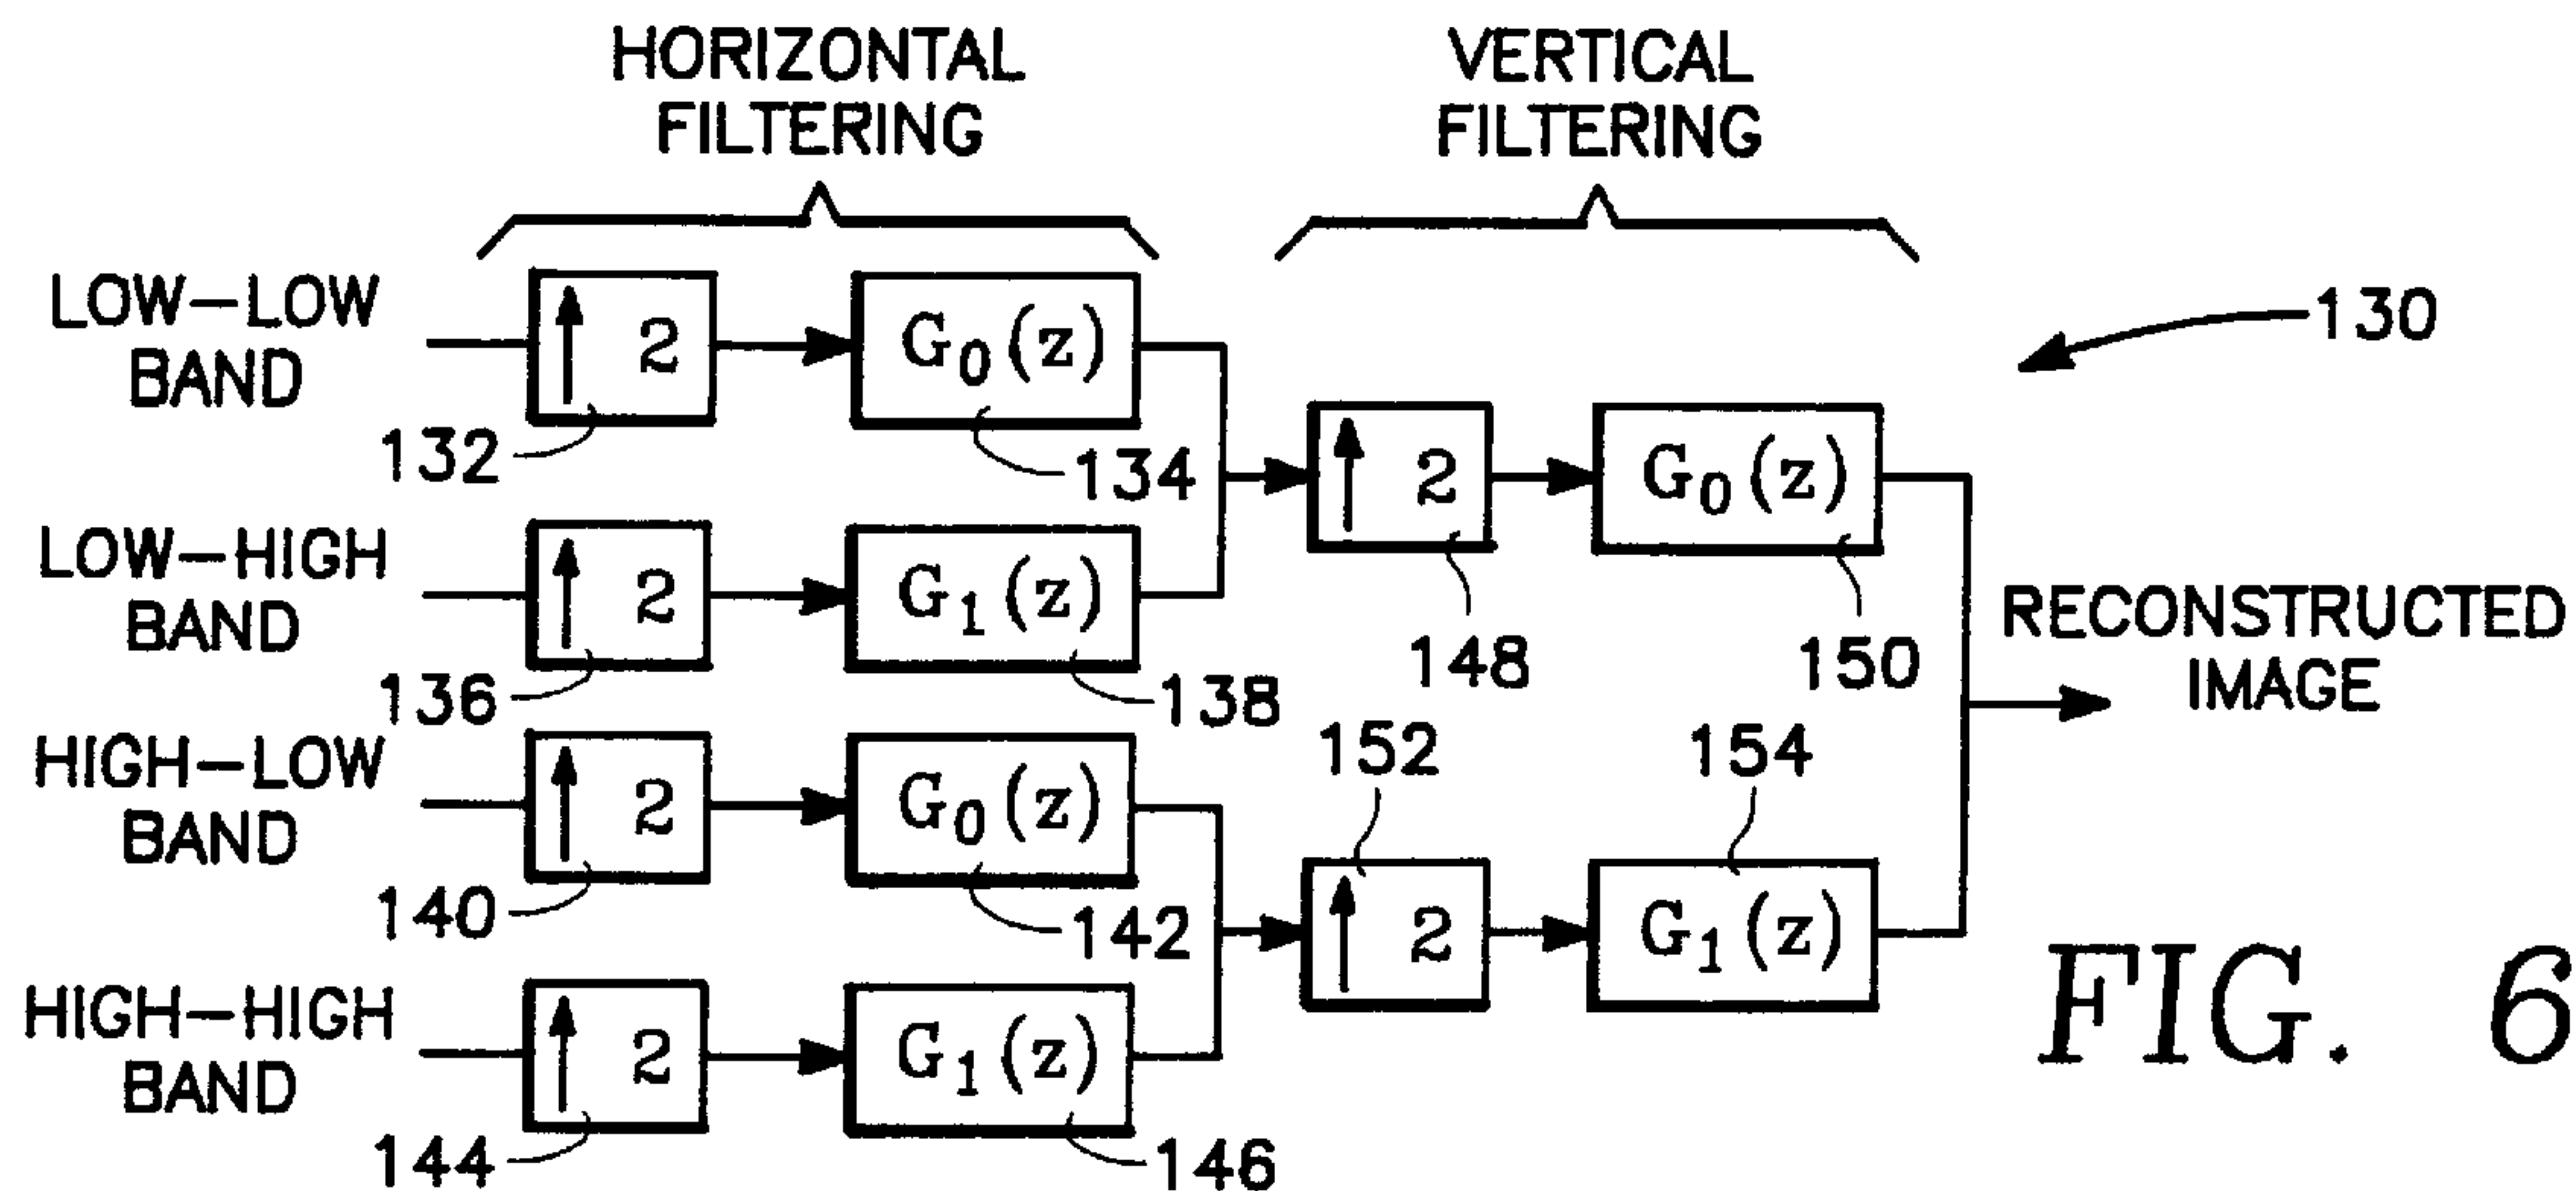 HORIZONTAL
FILTERING
VERTICAL
FILTERING
LOW-LOW
BAND
↑ 2
G₀(z)
132
134
130
LOW-HIGH
BAND
↑ 2
G₁(z)
136
138
↑ 2
G₀(z)
148
150
RECONSTRUCTED
IMAGE
HIGH-LOW
BAND
↑ 2
G₀(z)
140
142
152
154
HIGH-HIGH
BAND
↑ 2
G₁(z)
144
146
↑ 2
G₁(z)
FIG. 6